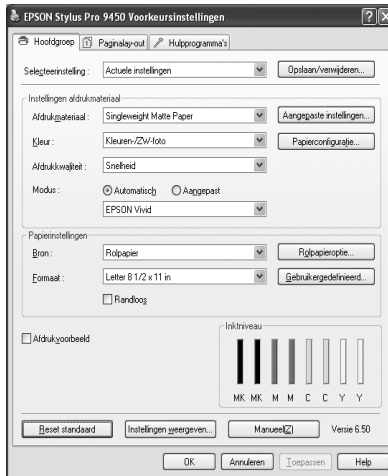 EPSON Stylus Pro 9450 Voorkeursinstellingen
Hoofdgroep Paginalay-out Hulpprogramma's
Selecteerinstelling : Actuele instellingen Opslaan/verwijderen...
Instellingen afdrukmateriaal
Afdrukmateriaal : Singleweight Matte Paper Aangepaste instellingen...
Kleur : Kleuren-/ZW-foto Papierconfiguratie...
Afdrukkwaliteit : Snelheid
Modus : Automatisch Aangepast
EPSON Vivid
Papierinstellingen
Bron : Rolpapier Rolpapieroptie...
Formaat : Letter 8 1/2 x 11 in Gebruikergedefinieerd...
Randloos
Afdrukvoorbeeld
Inktniveau
MK MK M M C C Y Y
Reset standaard Instellingen weergeven... Manueel(Z) Versie 6.50
OK Annuleren Toepassen Help